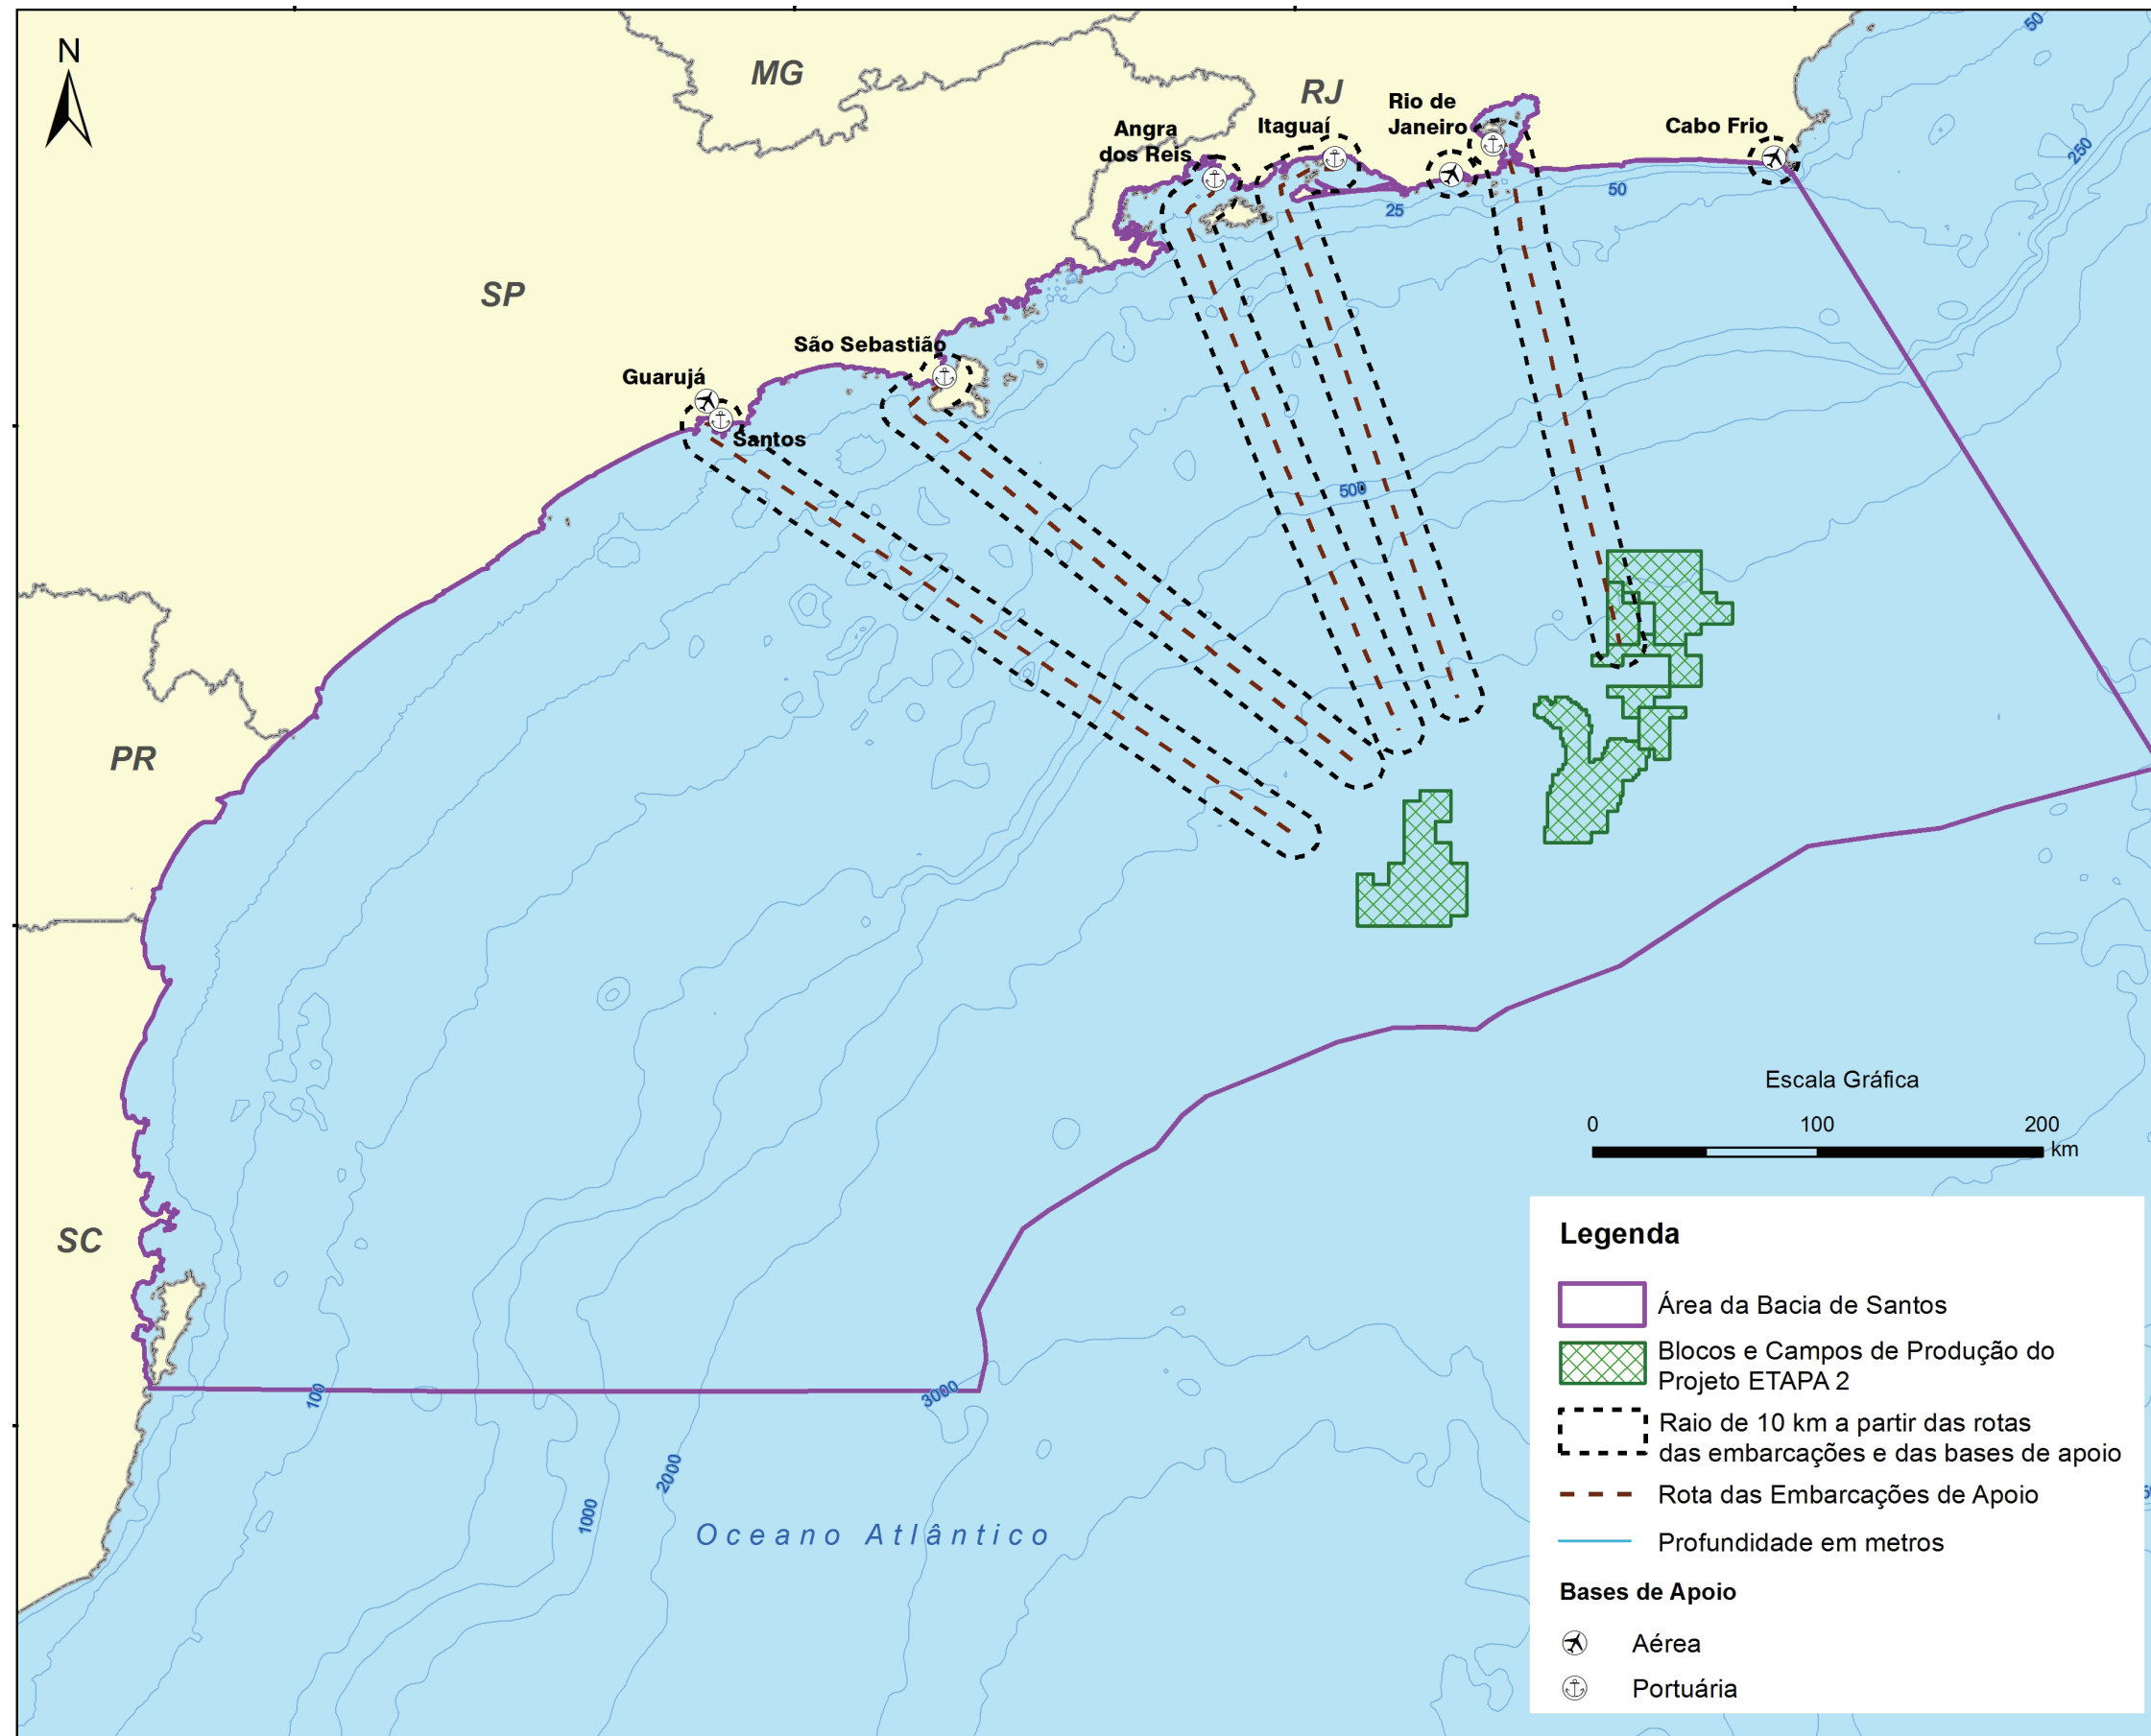 N
MG
RJ
SP
PR
SC
Angra
dos Reis
Itaguaí
Rio de
Janeiro
Cabo Frio
São Sebastião
Guarujá
Santos
50
250
50
25
500
100
3000
2000
1000
Oceano Atlântico
Escala Gráfica
0 100 200
km
Legenda
Área da Bacia de Santos
Blocos e Campos de Produção do
Projeto ETAPA 2
Raio de 10 km a partir das rotas
das embarcações e das bases de apoio
Rota das Embarcações de Apoio
Profundidade em metros
Bases de Apoio
Aérea
Portuária